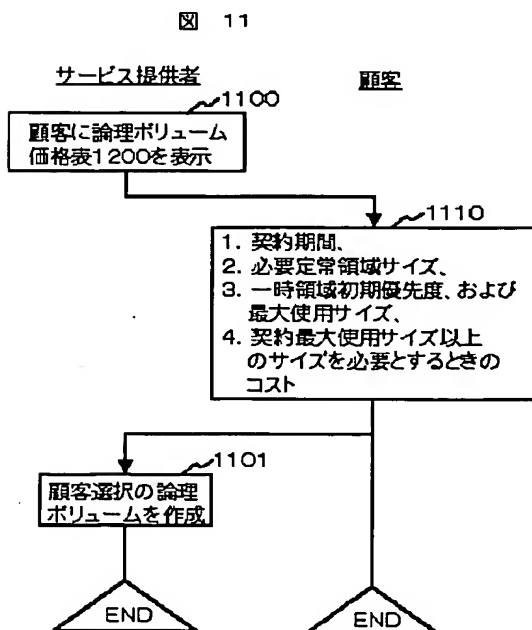 図 11
サービス提供者
顧客
1100
顧客に論理ボリューム
価格表1200を表示
1110
1. 契約期間、
2. 必要定常領域サイズ、
3. 一時領域初期優先度、および
最大使用サイズ、
4. 契約最大使用サイズ以上
のサイズを必要とするときの
コスト
1101
顧客選択の論理
ボリュームを作成
END
END